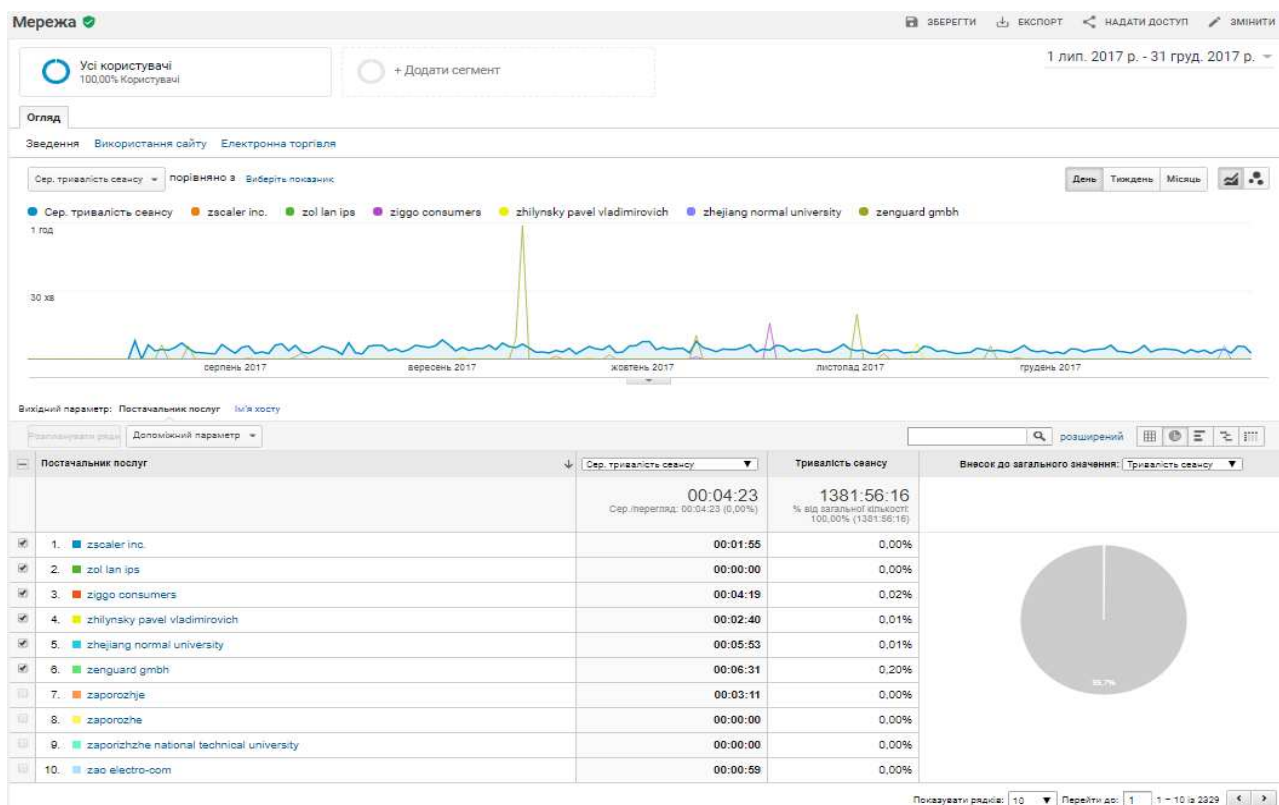 Мережа
ЗБЕРЕГТИ ЕКСПОРТ НАДАТИ ДОСТУП ЗМІНИТИ
Усі користувачі
100,00% Користувачі
+ Додати сегмент
1 лип. 2017 р. - 31 груд. 2017 р.
Огляд
Зведення Використання сайту Електронна торгівля
Сер. тривалість сеансу порівняно з Виберіть показник
День Тиждень Місяць
Сер. тривалість сеансу zscaler inc. zol lan ips ziggo consumers zhilynsky pavel vladimirovich zhejiang normal university zenguard gmbh
1 год
30 хв
серпень 2017 вересень 2017 жовтень 2017 листопад 2017 грудень 2017
Вихідний параметр: Постачальник послуг Ім'я хосту
Допоміжний параметр
розширений
Постачальник послуг Сер. тривалість сеансу Тривалість сеансу Внесок до загального значення: Тривалість сеансу
00:04:23 1381:56:16
Сер./перегляд: 00:04:23 (0,00%) % від загальної кількості:
100,00% (1381:56:16)
1. zscaler inc. 00:01:55 0,00%
2. zol lan ips 00:00:00 0,00%
3. ziggo consumers 00:04:19 0,02%
4. zhilynsky pavel vladimirovich 00:02:40 0,01%
5. zhejiang normal university 00:05:53 0,01%
6. zenguard gmbh 00:06:31 0,20%
7. zaporozhje 00:03:11 0,00%
8. zaporozhe 00:00:00 0,00%
9. zaporizhzhe national technical university 00:00:00 0,00%
10. zao electro-com 00:00:59 0,00%
Показувати рядків: 10 Перейти до: 1 1 – 10 із 2329